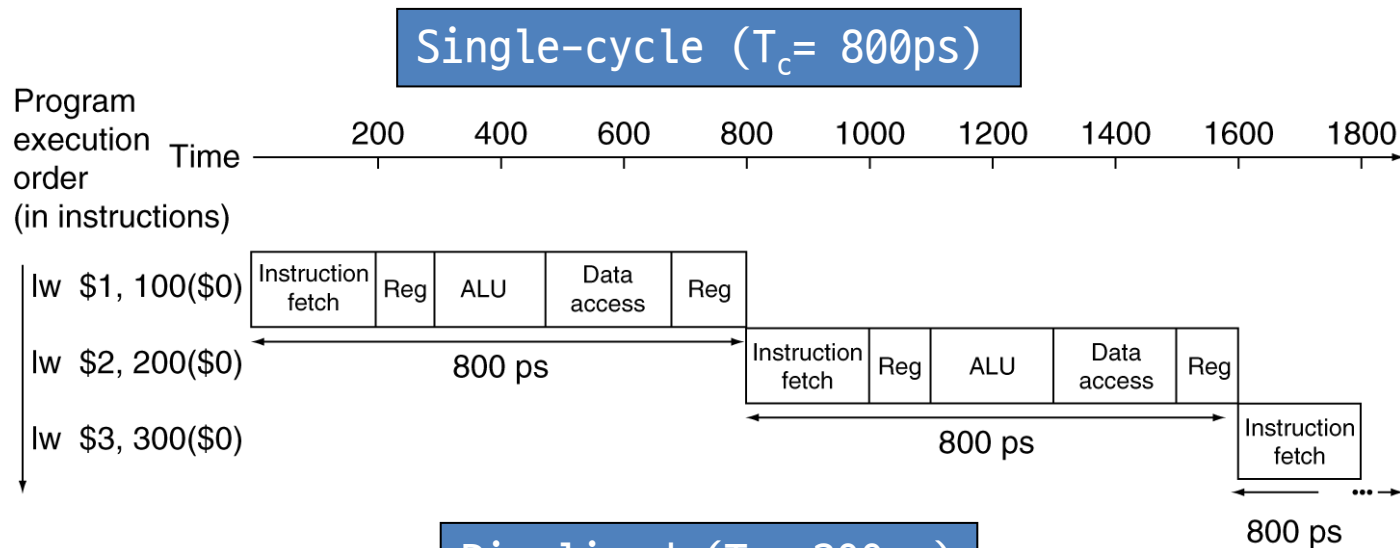 Single-cycle (Tc= 800ps)
Program
execution
order
(in instructions)
Time
200 400 600 800 1000 1200 1400 1600 1800
lw $1, 100($0)
Instruction
fetch
Reg
ALU
Data
access
Reg
800 ps
lw $2, 200($0)
Instruction
fetch
Reg
ALU
Data
access
Reg
800 ps
lw $3, 300($0)
Instruction
fetch
...
800 ps